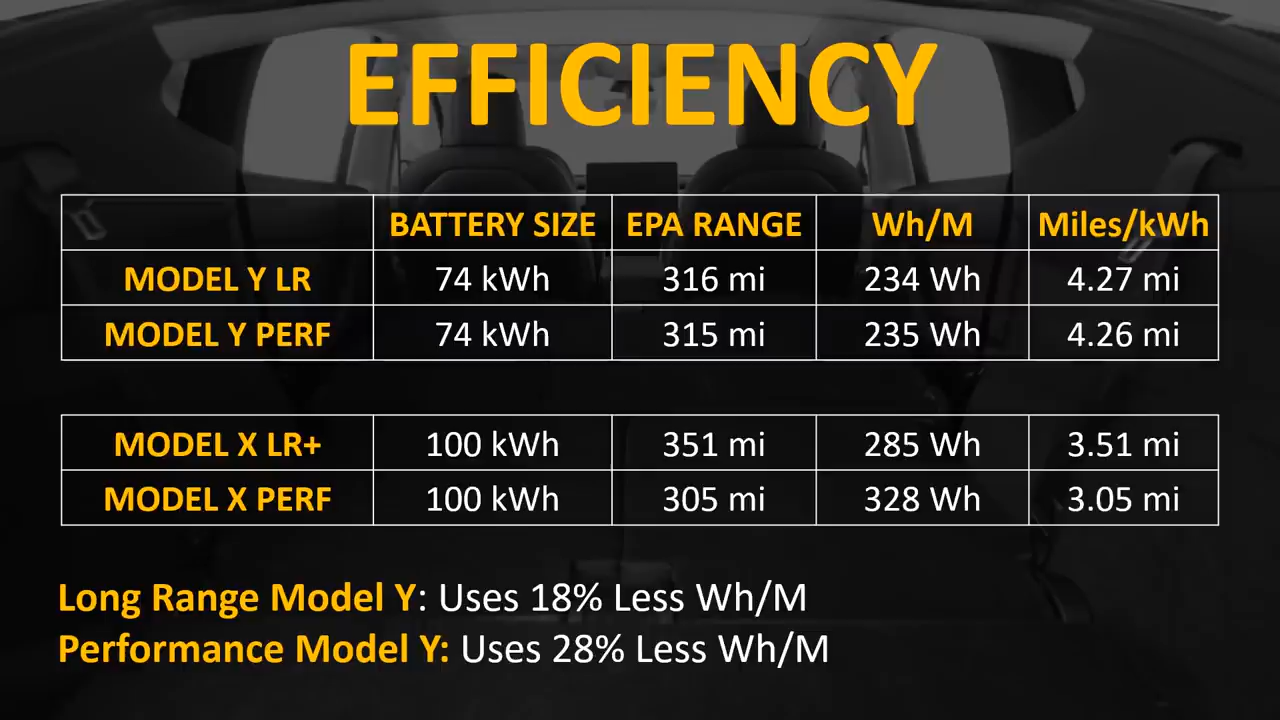 EFFICIENCY
BATTERY SIZE EPA RANGE Wh/M Miles/kWh
MODEL Y LR 74 kWh 316 mi 234 Wh 4.27 mi
MODEL Y PERF 74 kWh 315 mi 235 Wh 4.26 mi
MODEL X LR+ 100 kWh 351 mi 285 Wh 3.51 mi
MODEL X PERF 100 kWh 305 mi 328 Wh 3.05 mi
Long Range Model Y: Uses 18% Less Wh/M
Performance Model Y: Uses 28% Less Wh/M